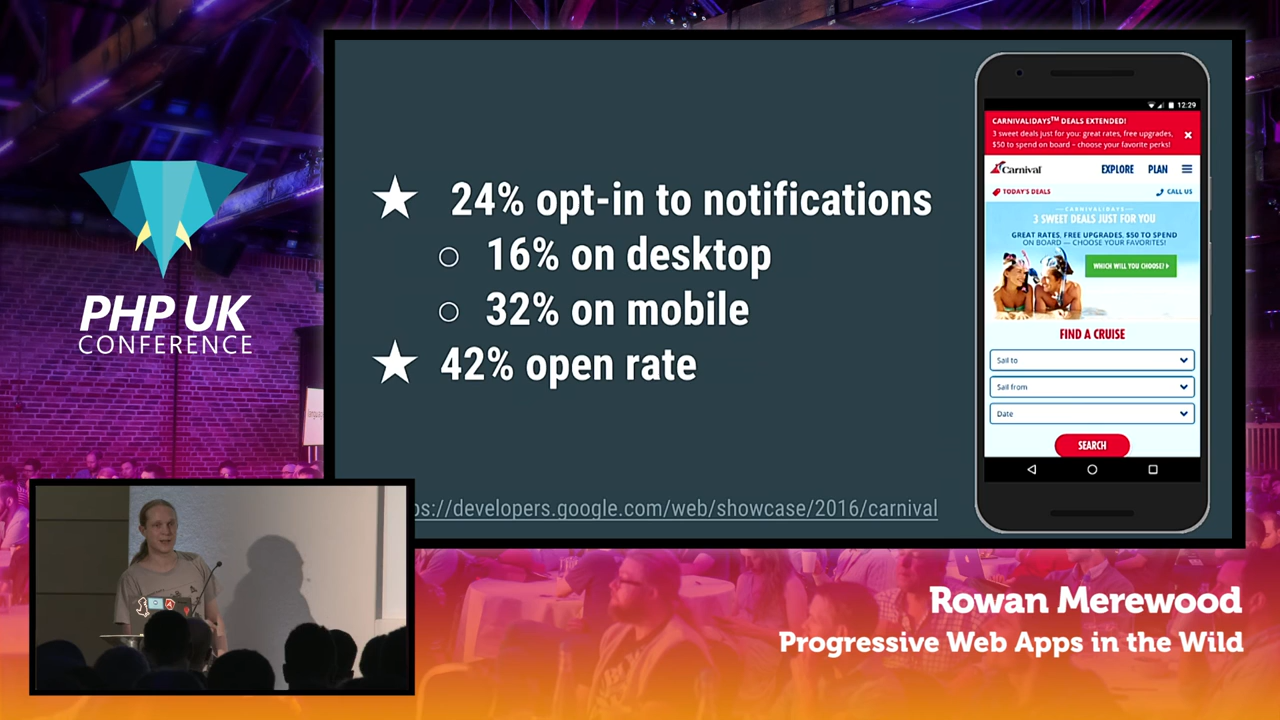 PHP UK
CONFERENCE
★ 24% opt-in to notifications
○ 16% on desktop
○ 32% on mobile
★ 42% open rate
ps://developers.google.com/web/showcase/2016/carnival
12:29
CARNIVALIDAYS™ DEALS EXTENDED!
3 sweet deals just for you: great rates, free upgrades,
$50 to spend on board – choose your favorite perks!
Carnival EXPLORE PLAN
TODAY'S DEALS CALL US
CARNIVALIDAYS
3 SWEET DEALS JUST FOR YOU
GREAT RATES, FREE UPGRADES, $50 TO SPEND
ON BOARD — CHOOSE YOUR FAVORITES!
WHICH WILL YOU CHOOSE?
FIND A CRUISE
Sail to
Sail from
Date
SEARCH
Rowan Merewood
Progressive Web Apps in the Wild